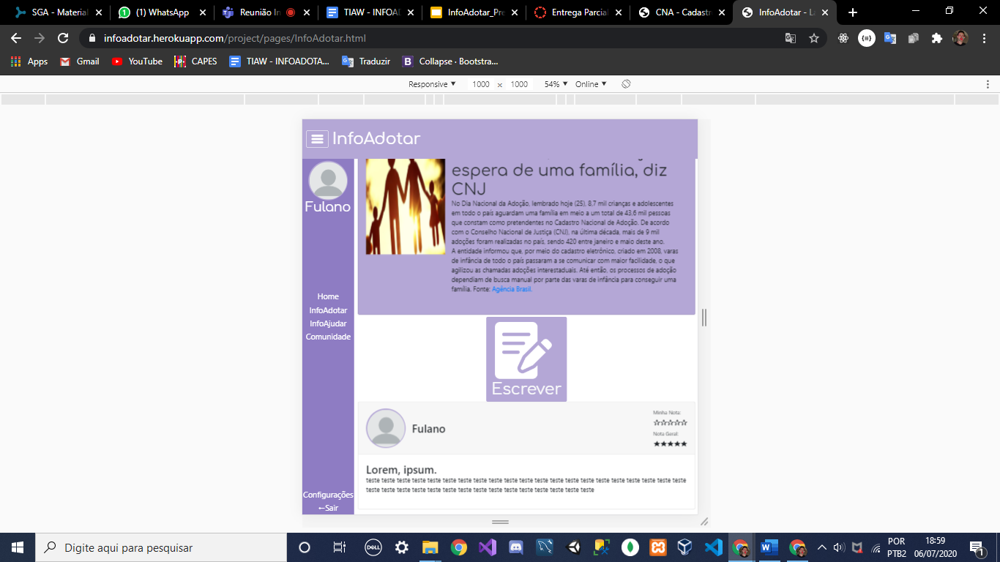 SGA - Material
(1) WhatsApp
Reunião In
TIAW - INFOAD
InfoAdotar_Pre
Entrega Parcial
CNA - Cadastr
InfoAdotar - La
infoadotar.herokuapp.com/project/pages/InfoAdotar.html
Apps
Gmail
YouTube
CAPES
TIAW - INFOADOTA...
Traduzir
Collapse · Bootstra...
Responsive
1000 × 1000
54%
Online
InfoAdotar
Fulano
espera de uma família, diz
CNJ
No Dia Nacional da Adoção, lembrado hoje (25), 8,7 mil crianças e adolescentes
em todo o país aguardam uma família em meio a um total de 43,6 mil pessoas
que constam como pretendentes no Cadastro Nacional de Adoção. De acordo
com o Conselho Nacional de Justiça (CNJ), na última década, mais de 9 mil
adoções foram realizadas no país, sendo 420 entre janeiro e maio deste ano.
A entidade informou que, por meio do cadastro eletrônico, criado em 2008, varas
de infância de todo o país passaram a se comunicar com maior facilidade, o que
agilizou as chamadas adoções interestaduais. Até então, os processos de adoção
dependiam de busca manual por parte das varas de infância para conseguir uma
família. Fonte: Agência Brasil.
Home
InfoAdotar
InfoAjudar
Comunidade
Configurações
←Sair
Escrever
Fulano
Minha Nota:
☆☆☆☆☆
Nota Geral:
★★★★★
Lorem, ipsum.
teste teste teste teste teste teste teste teste teste teste teste teste teste teste teste teste teste teste teste teste teste
teste teste teste teste teste teste teste teste teste teste teste teste teste teste teste
Digite aqui para pesquisar
DELL
POR
PTB2
18:59
06/07/2020
1